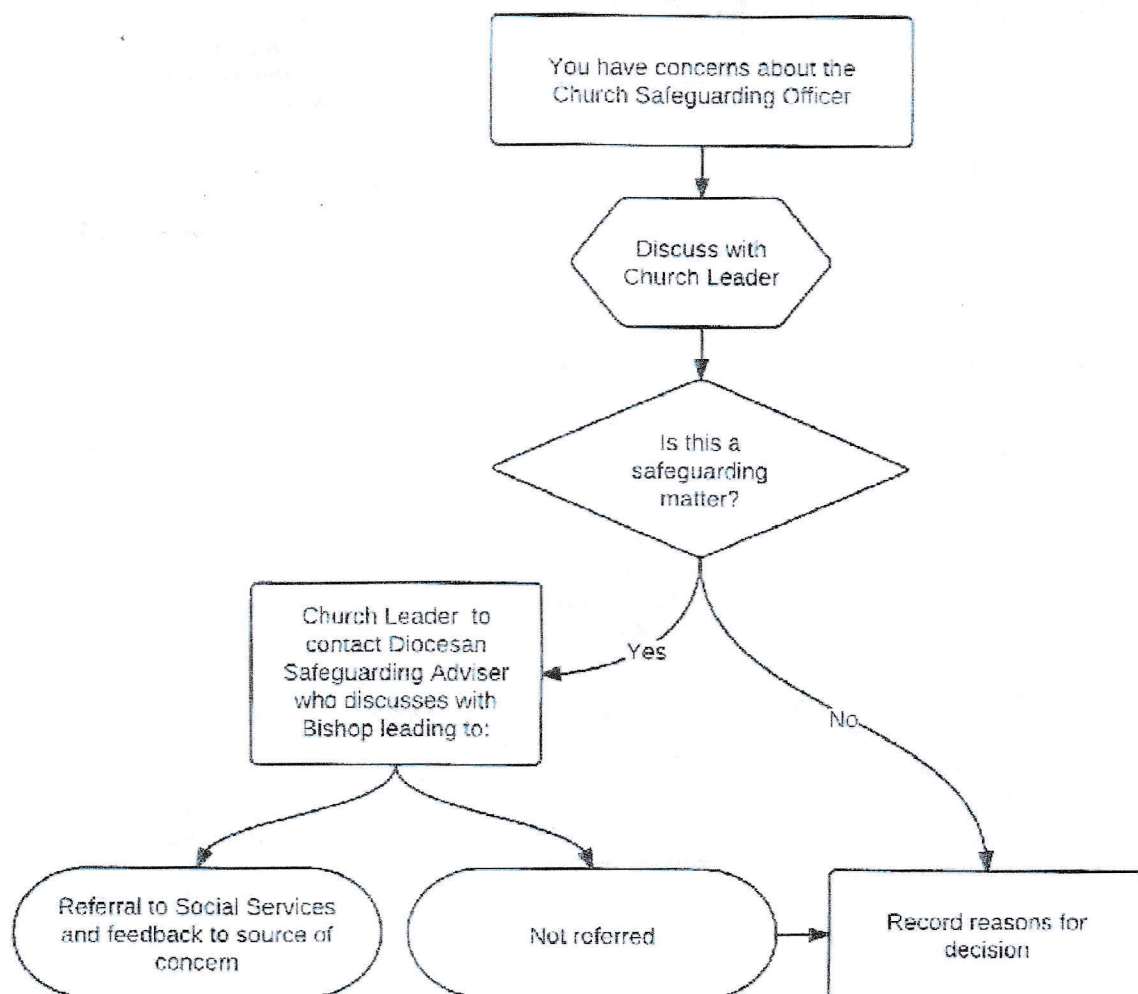 You have concerns about the
Church Safeguarding Officer
Discuss with
Church Leader
Is this a
safeguarding
matter?
Church Leader to
contact Diocesan
Safeguarding Adviser
who discusses with
Bishop leading to:
Yes
No
Referral to Social Services
and feedback to source of
concern
Not referred
Record reasons for
decision